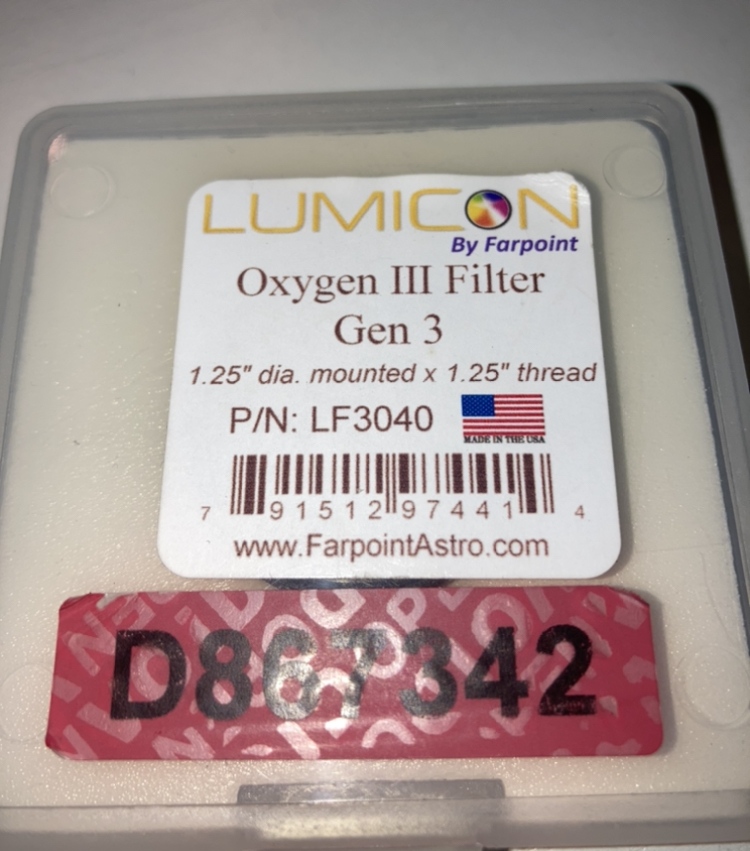 LUMICON
By Farpoint
Oxygen III Filter
Gen 3
1.25" dia. mounted x 1.25" thread
P/N: LF3040
MADE IN THE USA
7 91512 97441 4
www.FarpointAstro.com
D867342